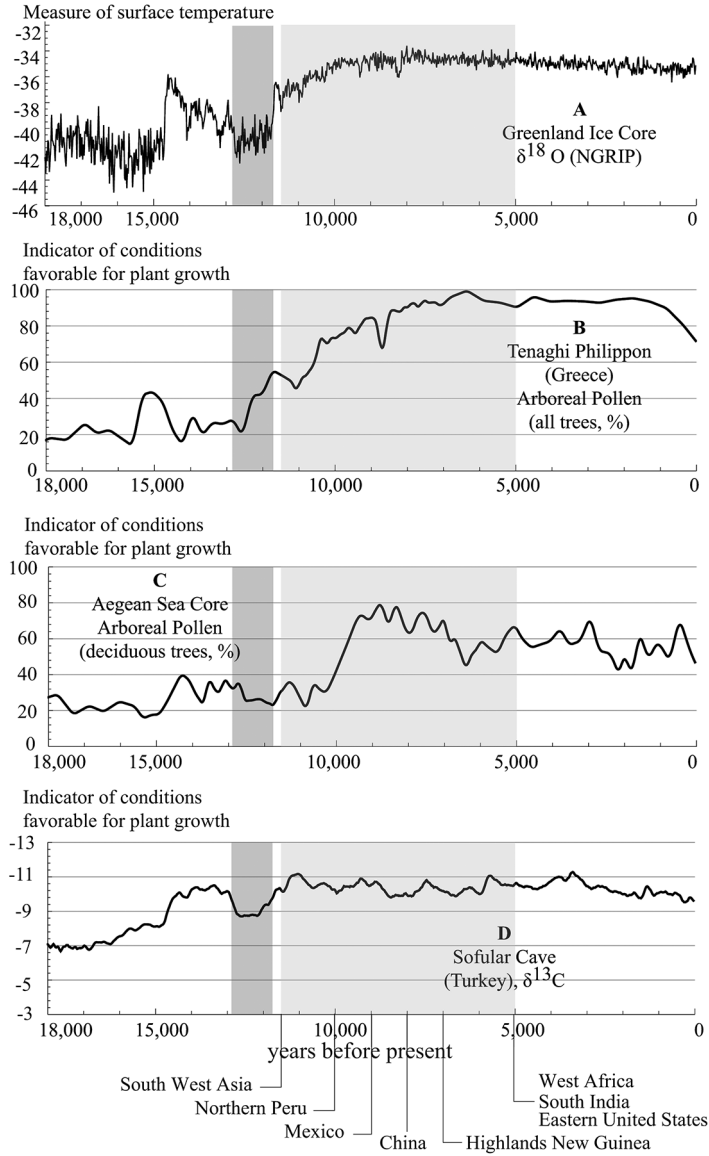 Measure of surface temperature
-32
-34
-36
-38
-40
-42
-44
-46
A
Greenland Ice Core
δ18 O (NGRIP)
18,000 15,000 10,000 5,000 0
Indicator of conditions
favorable for plant growth
100
80
60
40
20
0
B
Tenaghi Philippon
(Greece)
Arboreal Pollen
(all trees, %)
18,000 15,000 10,000 5,000 0
Indicator of conditions
favorable for plant growth
100
80
60
40
20
0
C
Aegean Sea Core
Arboreal Pollen
(deciduous trees, %)
18,000 15,000 10,000 5,000 0
Indicator of conditions
favorable for plant growth
-13
-11
-9
-7
-5
-3
D
Sofular Cave
(Turkey), δ13C
18,000 15,000 10,000 5,000 0
years before present
South West Asia
Northern Peru
Mexico
China
Highlands New Guinea
West Africa
South India
Eastern United States